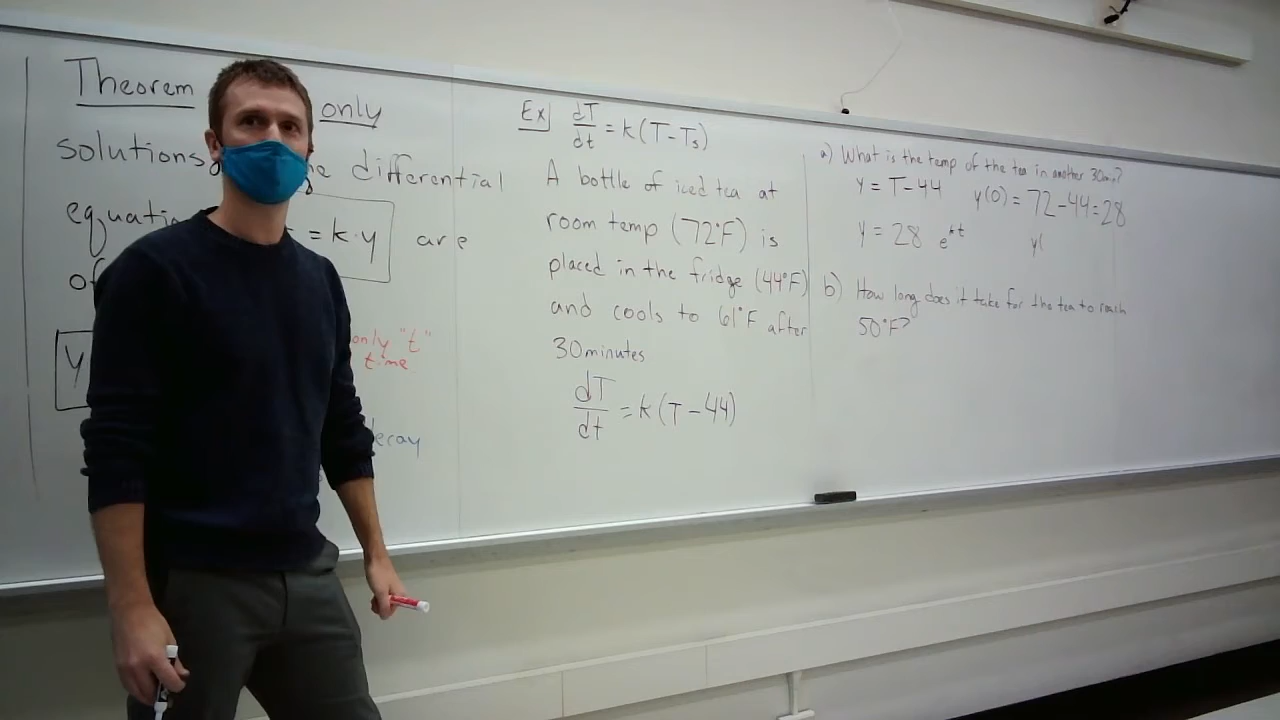 Theorem only
solutions the differential
equatio = k·y are
of
y
only "t"
time
decay
Ex dT/dt = k(T-Ts)
A bottle of iced tea at
room temp (72°F) is
placed in the fridge (44°F)
and cools to 61°F after
30 minutes
dT/dt = k(T-44)
a) What is the temp of the tea in another 30min?
y = T-44 y(0) = 72-44=28
y = 28 e^kt
y(
b) How long does it take for the tea to reach
50°F?